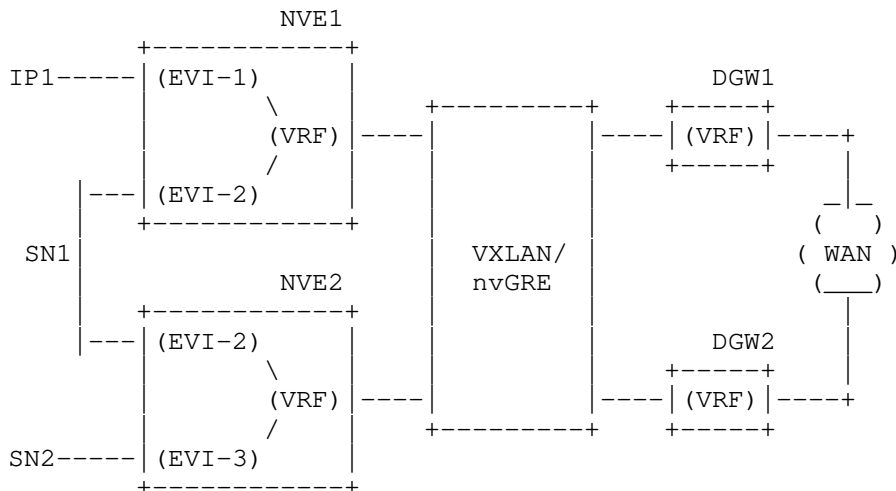 NVE1
IP1 (EVI-1) DGW1
(VRF) (VRF)
(EVI-2)
SN1 VXLAN/ ( WAN )
NVE2 nvGRE
(EVI-2) DGW2
(VRF) (VRF)
SN2 (EVI-3)